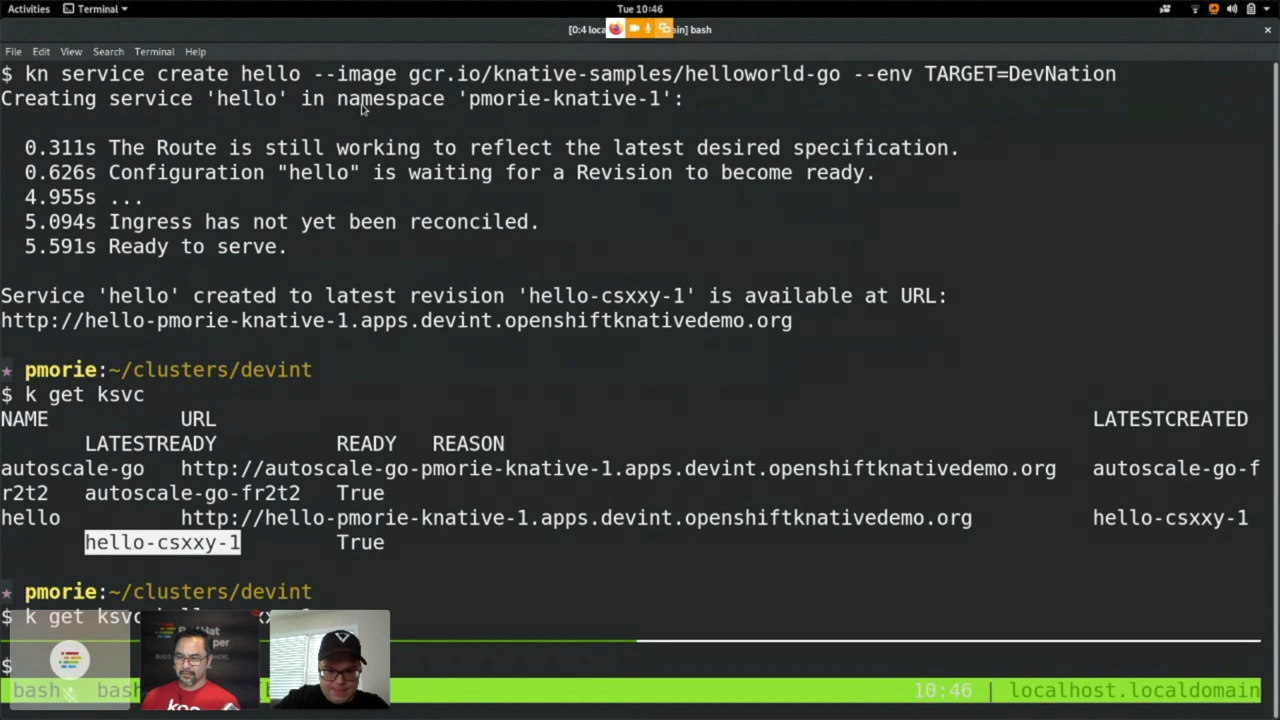 Activities Terminal Tue 10:46
[0:4 loca ain] bash
File Edit View Search Terminal Help
$ kn service create hello --image gcr.io/knative-samples/helloworld-go --env TARGET=DevNation
Creating service 'hello' in namespace 'pmorie-knative-1':
0.311s The Route is still working to reflect the latest desired specification.
0.626s Configuration "hello" is waiting for a Revision to become ready.
4.955s ...
5.094s Ingress has not yet been reconciled.
5.591s Ready to serve.
Service 'hello' created to latest revision 'hello-csxxy-1' is available at URL:
http://hello-pmorie-knative-1.apps.devint.openshiftknativedemo.org
★ pmorie:~/clusters/devint
$ k get ksvc
NAME URL LATESTCREATED
LATESTREADY READY REASON
autoscale-go http://autoscale-go-pmorie-knative-1.apps.devint.openshiftknativedemo.org autoscale-go-f
r2t2 autoscale-go-fr2t2 True
hello http://hello-pmorie-knative-1.apps.devint.openshiftknativedemo.org hello-csxxy-1
hello-csxxy-1 True
★ pmorie:~/clusters/devint
$ k get ksvc
$
bash 10:46 | localhost.localdomain